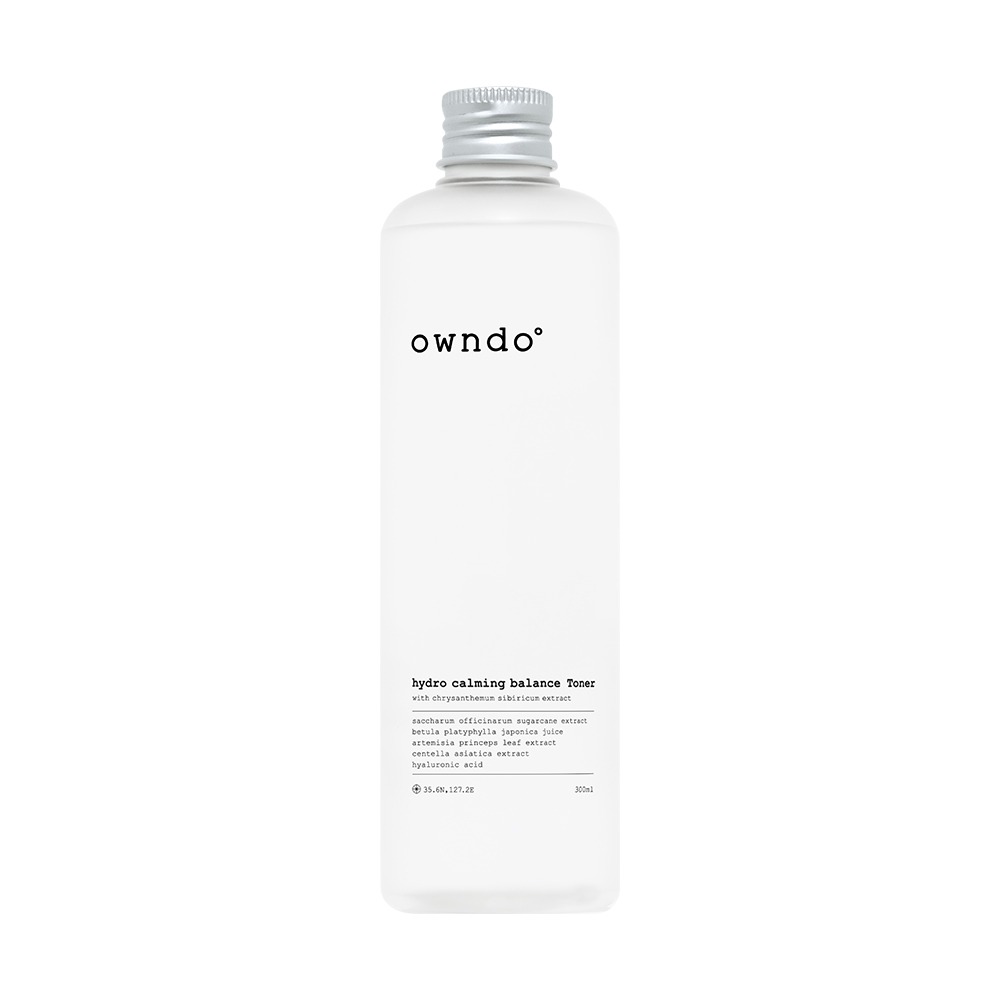 owndo°
hydro calming balance Toner
with chrysanthemum sibiricum extract
saccharum officinarum sugarcane extract
betula platyphylla japonica juice
artemisia princeps leaf extract
centella asiatica extract
hyaluronic acid
35.6N,127.2E 300ml